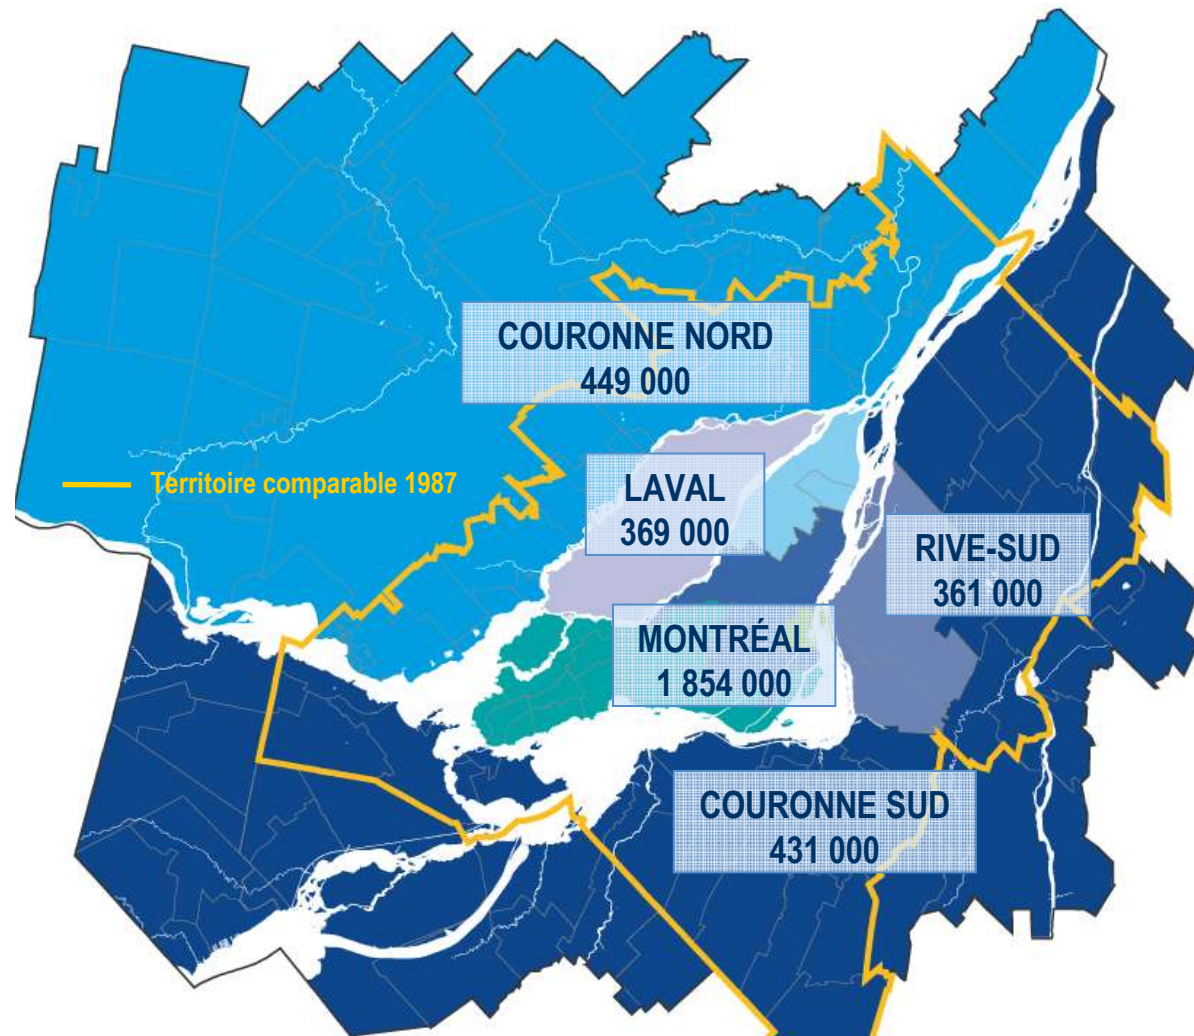 COURONNE NORD
449 000
Territoire comparable 1987
LAVAL
369 000
RIVE-SUD
361 000
MONTRÉAL
1 854 000
COURONNE SUD
431 000